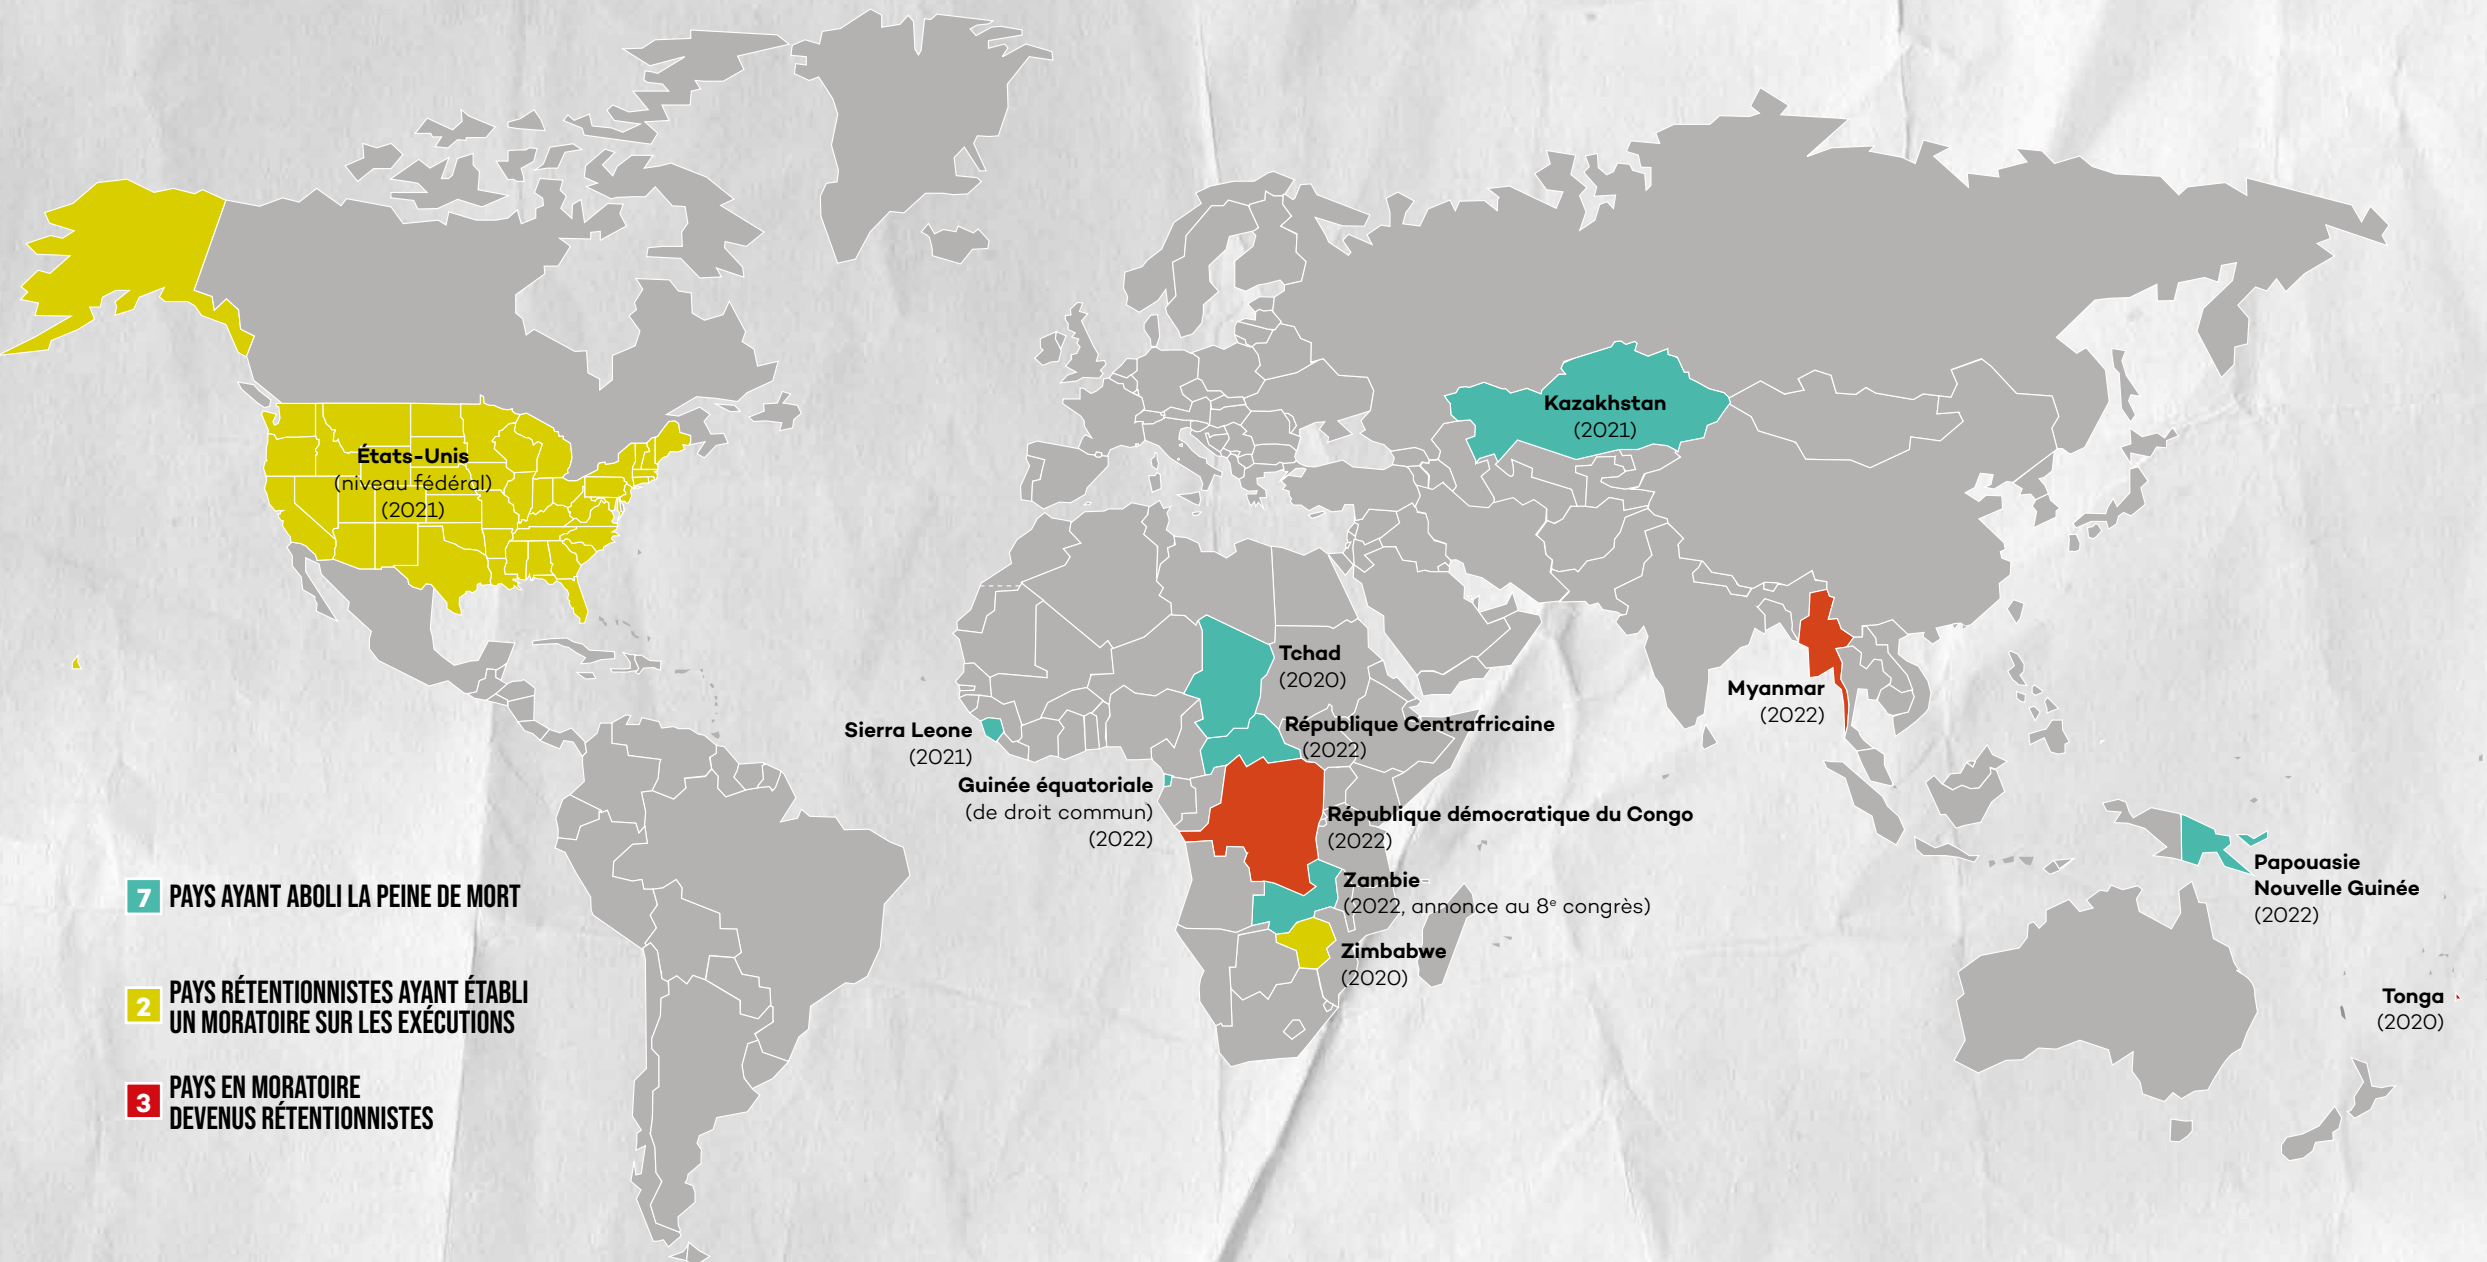 États-Unis
(niveau fédéral)
(2021)
Kazakhstan
(2021)
Tchad
(2020)
Myanmar
(2022)
Sierra Leone
(2021)
République Centrafricaine
(2022)
Guinée équatoriale
(de droit commun)
(2022)
République démocratique du Congo
(2022)
Zambie
(2022, annonce au 8e congrès)
Zimbabwe
(2020)
Papouasie
Nouvelle Guinée
(2022)
Tonga
(2020)
7 PAYS AYANT ABOLI LA PEINE DE MORT
2 PAYS RÉTENTIONNISTES AYANT ÉTABLI
UN MORATOIRE SUR LES EXÉCUTIONS
3 PAYS EN MORATOIRE
DEVENUS RÉTENTIONNISTES